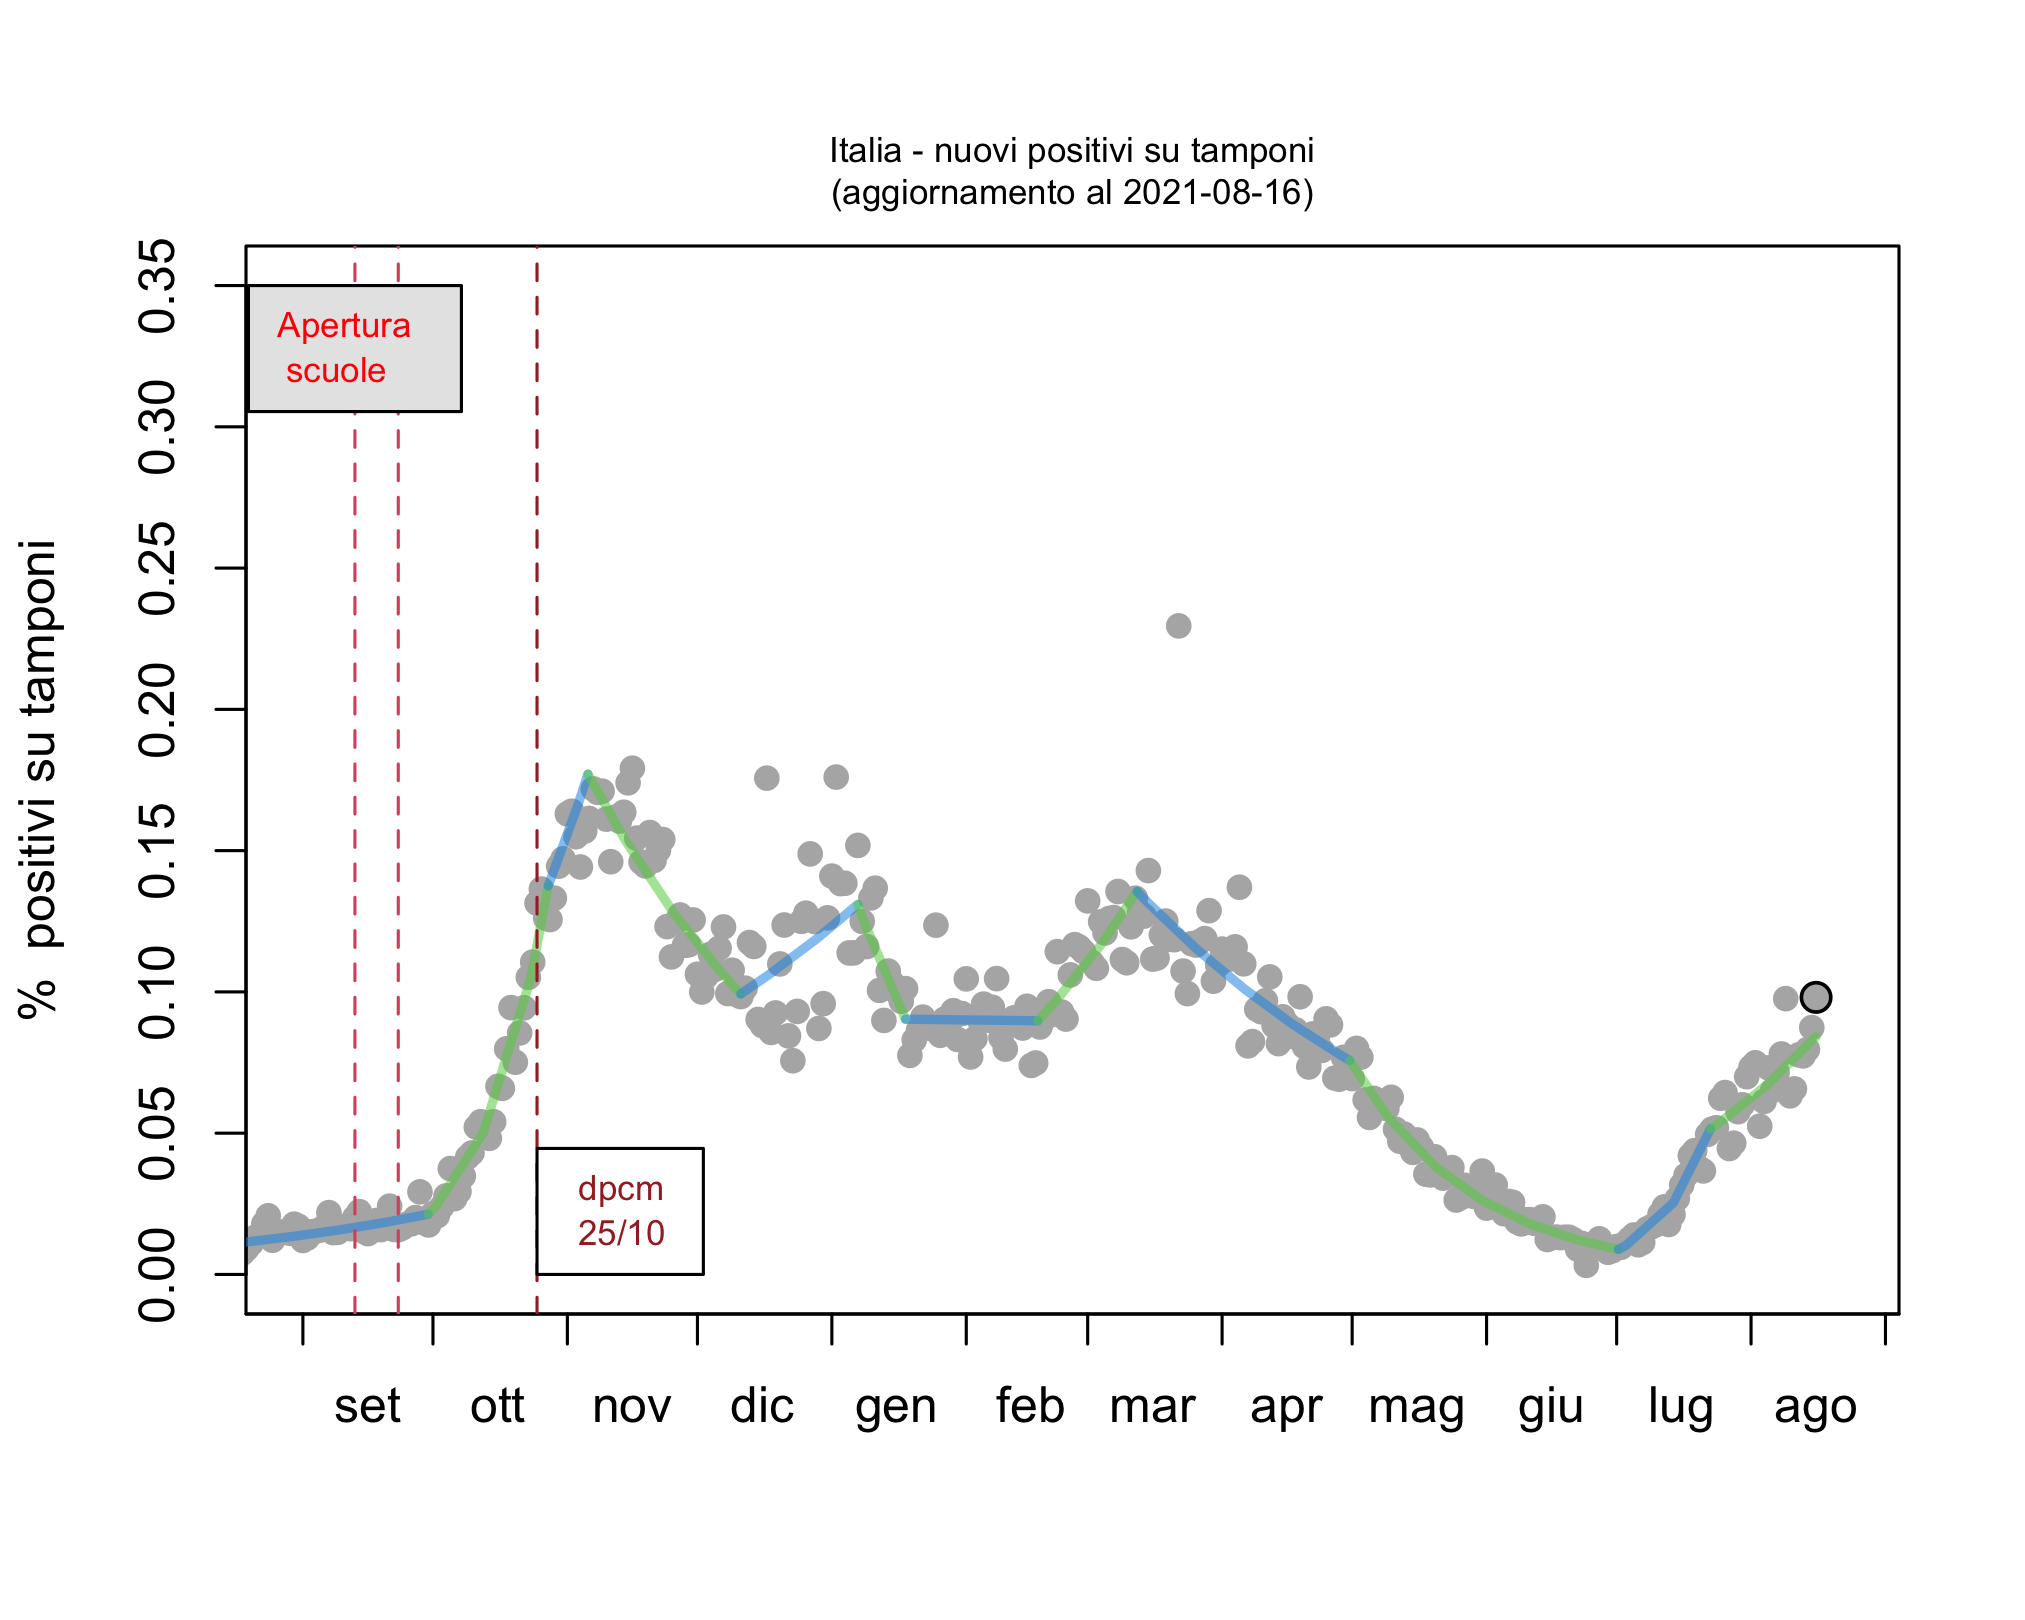 Italia - nuovi positivi su tamponi
(aggiornamento al 2021-08-16)
% positivi su tamponi
0.35
0.30
0.25
0.20
0.15
0.10
0.05
0.00
Apertura
scuole
dpcm
25/10
set ott nov dic gen feb mar apr mag giu lug ago